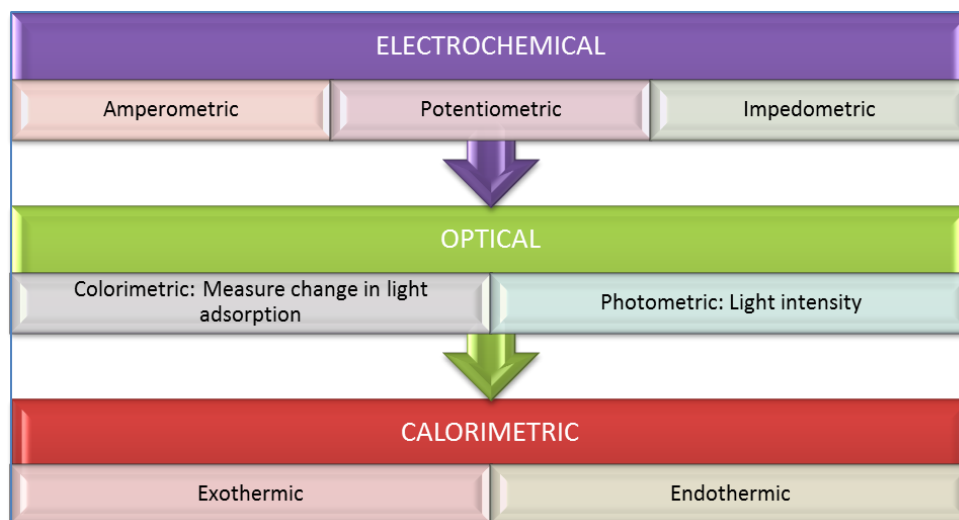 ELECTROCHEMICAL
Amperometric
Potentiometric
Impedometric
OPTICAL
Colorimetric: Measure change in light
adsorption
Photometric: Light intensity
CALORIMETRIC
Exothermic
Endothermic